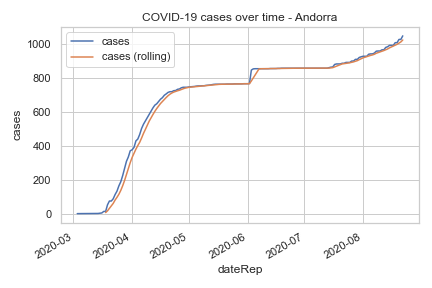 COVID-19 cases over time - Andorra
cases
cases (rolling)
1000
800
600
400
200
0
cases
2020-03
2020-04
2020-05
2020-06
2020-07
2020-08
dateRep